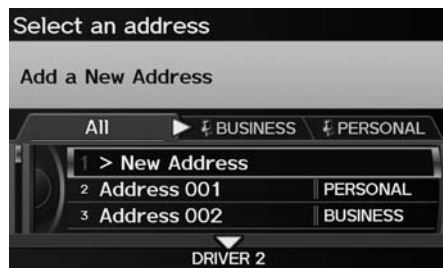 Select an address
Add a New Address
All BUSINESS PERSONAL
1 > New Address
2 Address 001 PERSONAL
3 Address 002 BUSINESS
DRIVER 2